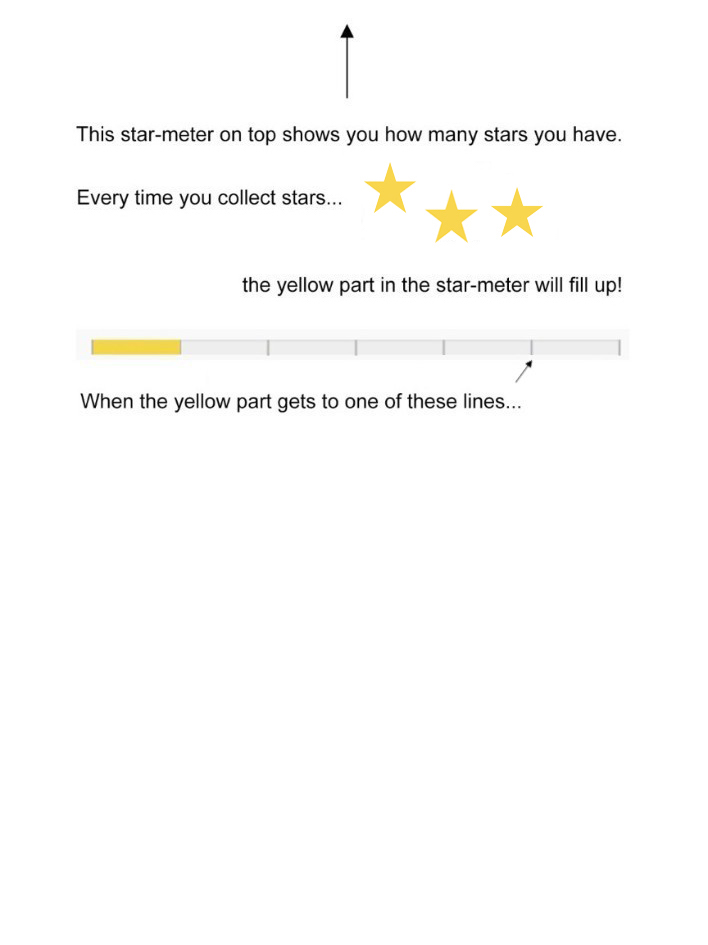 This star-meter on top shows you how many stars you have.
Every time you collect stars...
the yellow part in the star-meter will fill up!
When the yellow part gets to one of these lines...